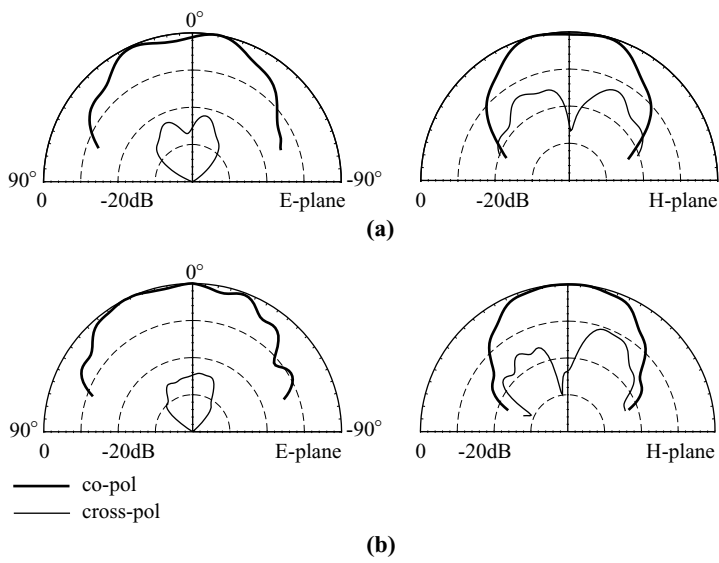 0°
90°
-90°
0
-20dB
E-plane
0
-20dB
H-plane
(a)
0°
90°
-90°
0
-20dB
E-plane
0
-20dB
H-plane
co-pol
cross-pol
(b)